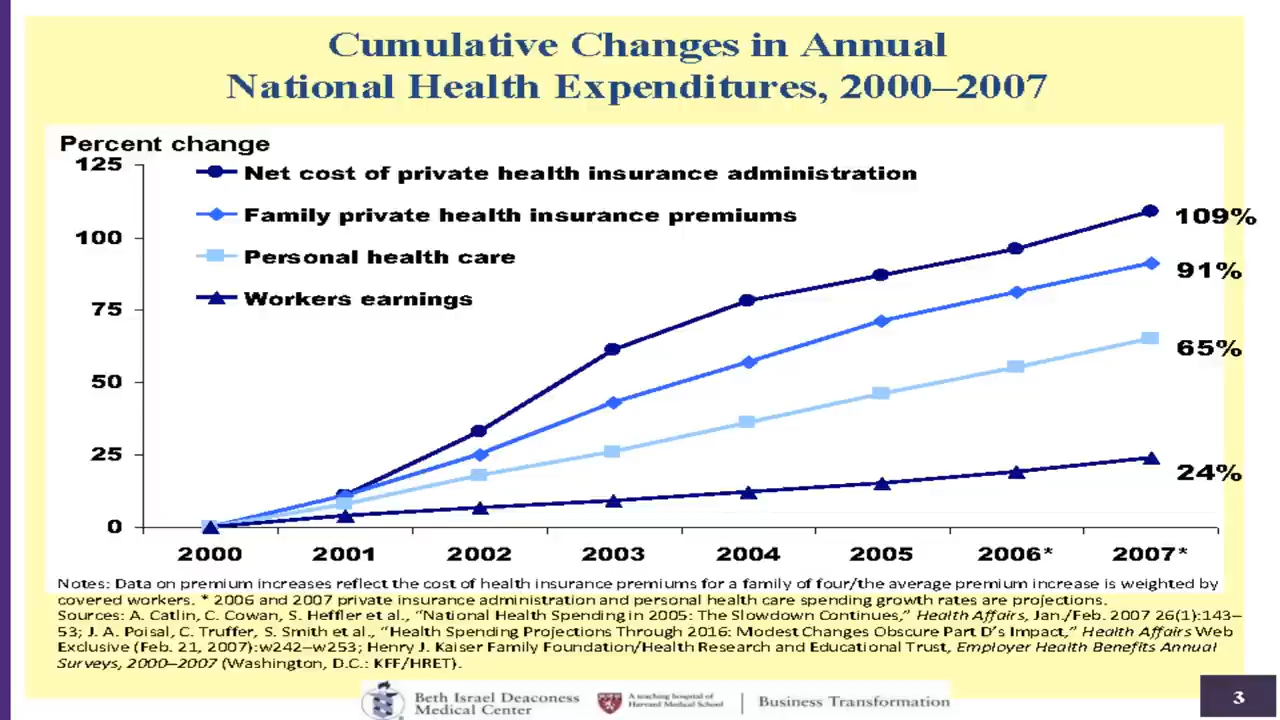 Cumulative Changes in Annual
National Health Expenditures, 2000–2007
Percent change
125
100
75
50
25
0
Net cost of private health insurance administration
Family private health insurance premiums
Personal health care
Workers earnings
109%
91%
65%
24%
2000 2001 2002 2003 2004 2005 2006* 2007*
Notes: Data on premium increases reflect the cost of health insurance premiums for a family of four/the average premium increase is weighted by
covered workers. * 2006 and 2007 private insurance administration and personal health care spending growth rates are projections.
Sources: A. Catlin, C. Cowan, S. Heffler et al., “National Health Spending in 2005: The Slowdown Continues,” Health Affairs, Jan./Feb. 2007 26(1):143–
53; J. A. Poisal, C. Truffer, S. Smith et al., “Health Spending Projections Through 2016: Modest Changes Obscure Part D’s Impact,” Health Affairs Web
Exclusive (Feb. 21, 2007):w242–w253; Henry J. Kaiser Family Foundation/Health Research and Educational Trust, Employer Health Benefits Annual
Surveys, 2000–2007 (Washington, D.C.: KFF/HRET).
Beth Israel Deaconess
Medical Center
A teaching hospital of
Harvard Medical School
Business Transformation
3